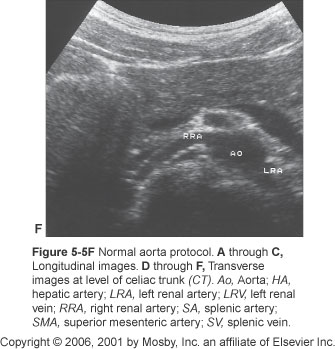 RRA
AO
LRA
F
Figure 5-5F Normal aorta protocol. A through C,
Longitudinal images. D through F, Transverse
images at level of celiac trunk (CT). Ao, Aorta; HA,
hepatic artery; LRA, left renal artery; LRV, left renal
vein; RRA, right renal artery; SA, splenic artery;
SMA, superior mesenteric artery; SV, splenic vein.
Copyright © 2006, 2001 by Mosby, Inc. an affiliate of Elsevier Inc.